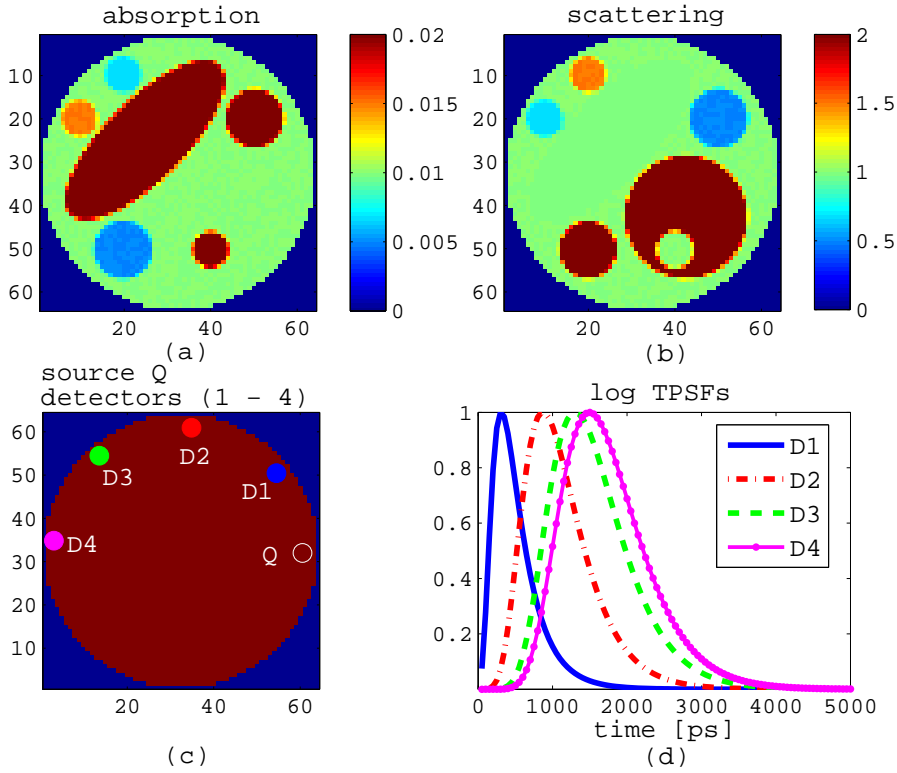 absorption
10
20
30
40
50
60
20 40 60
0.02
0.015
0.01
0.005
0
(a)
scattering
10
20
30
40
50
60
20 40 60
2
1.5
1
0.5
0
(b)
source Q
detectors (1 - 4)
60
50
40
30
20
10
20 40 60
D1
D2
D3
D4
Q
(c)
log TPSFs
1
0.8
0.6
0.4
0.2
0 1000 2000 3000 4000 5000
time [ps]
D1
D2
D3
D4
(d)